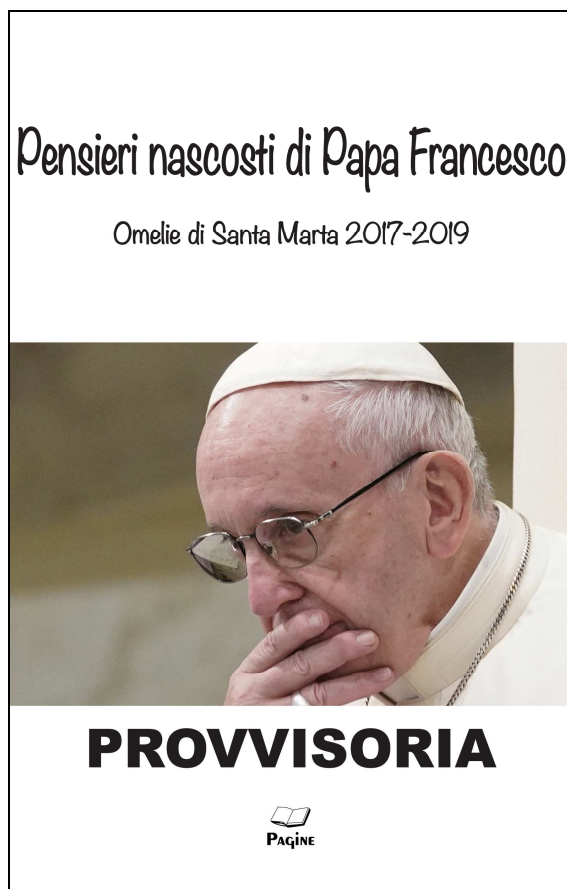 Pensieri nascosti di Papa Francesco
Omelie di Santa Marta 2017-2019
PROVVISORIA
PAGiNE